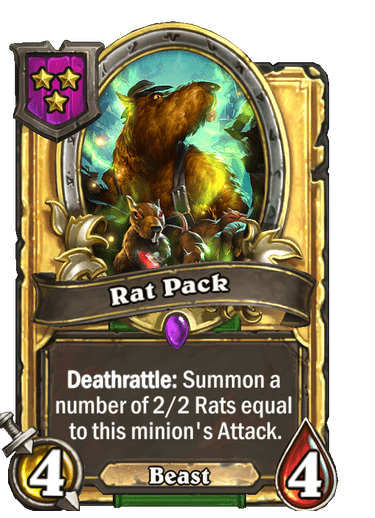 Rat Pack
Deathrattle: Summon a
number of 2/2 Rats equal
to this minion's Attack.
4
Beast
4